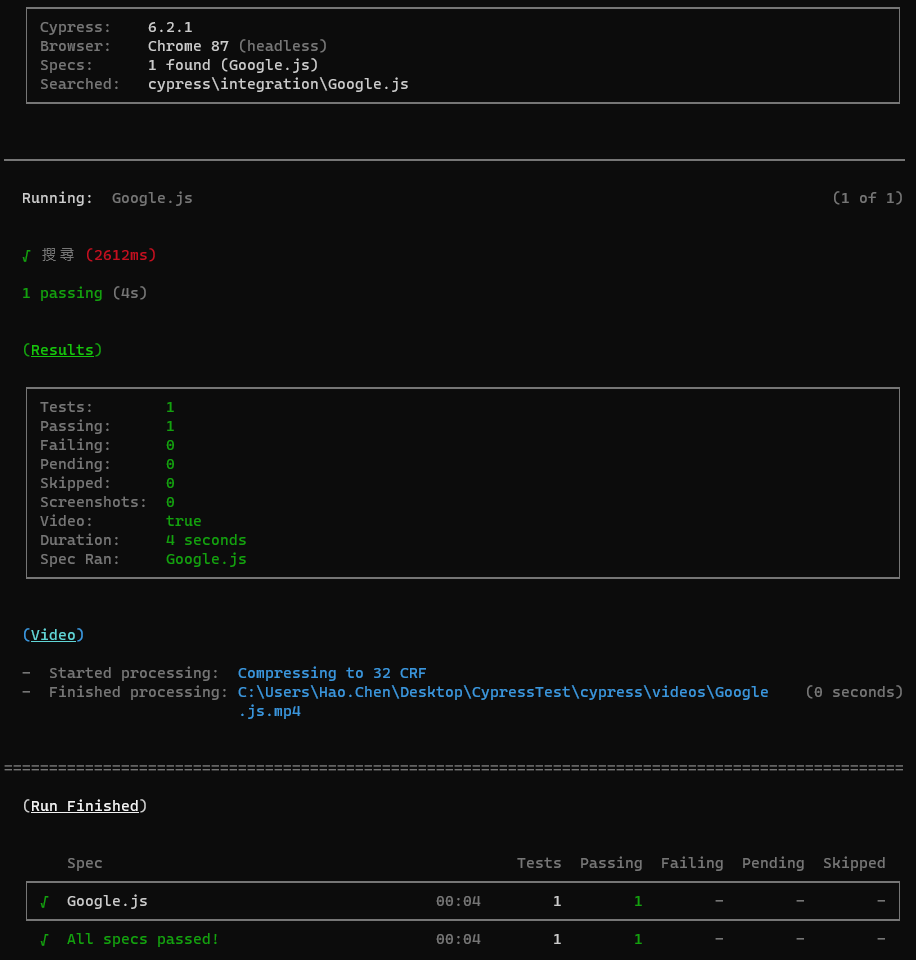 Cypress: 6.2.1
Browser: Chrome 87 (headless)
Specs: 1 found (Google.js)
Searched: cypress\integration\Google.js
Running: Google.js (1 of 1)
√ 搜尋 (2612ms)
1 passing (4s)
(Results)
Tests: 1
Passing: 1
Failing: 0
Pending: 0
Skipped: 0
Screenshots: 0
Video: true
Duration: 4 seconds
Spec Ran: Google.js
(Video)
- Started processing: Compressing to 32 CRF
- Finished processing: C:\Users\Hao.Chen\Desktop\CypressTest\cypress\videos\Google (0 seconds)
.js.mp4
====================================================================================================
(Run Finished)
Spec Tests Passing Failing Pending Skipped
√ Google.js 00:04 1 1 - - -
√ All specs passed! 00:04 1 1 - - -